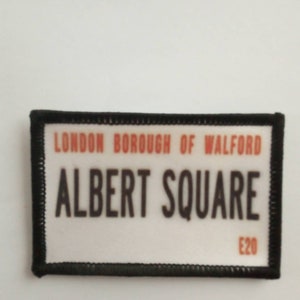 LONDON BOROUGH OF WALFORD
ALBERT SQUARE
E20